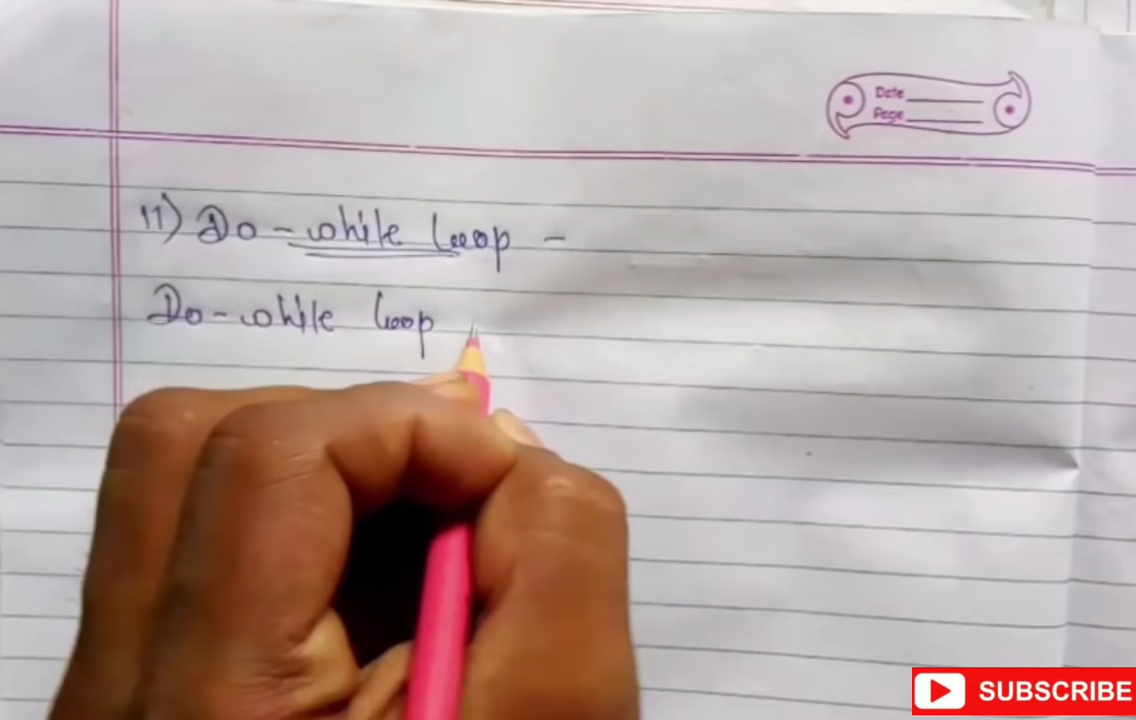 Date
Page
11) Do-while loop -
Do-while loop
SUBSCRIBE